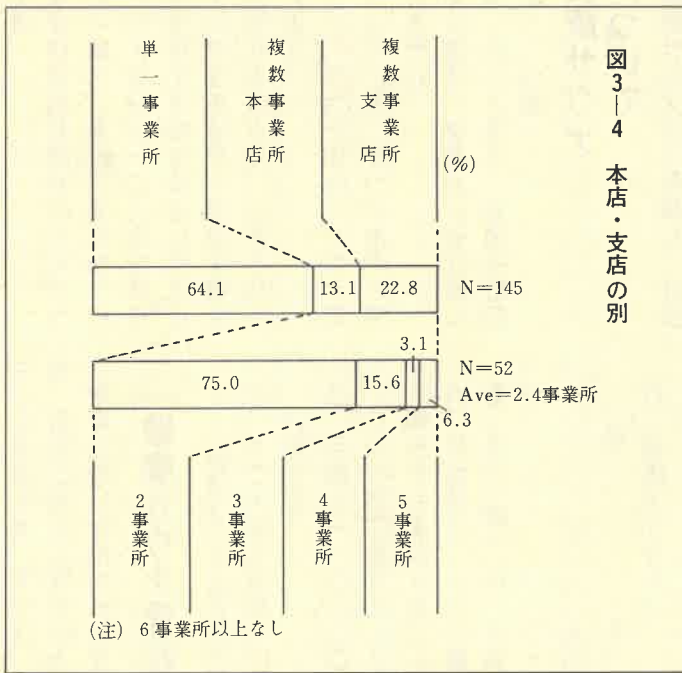 図3―4　本店・支店の別
(%)
単一事業所
複数事業所
本店
複数事業所
支店
64.1
13.1
22.8
N=145
75.0
15.6
3.1
6.3
N=52
Ave=2.4事業所
2事業所
3事業所
4事業所
5事業所
(注) 6事業所以上なし